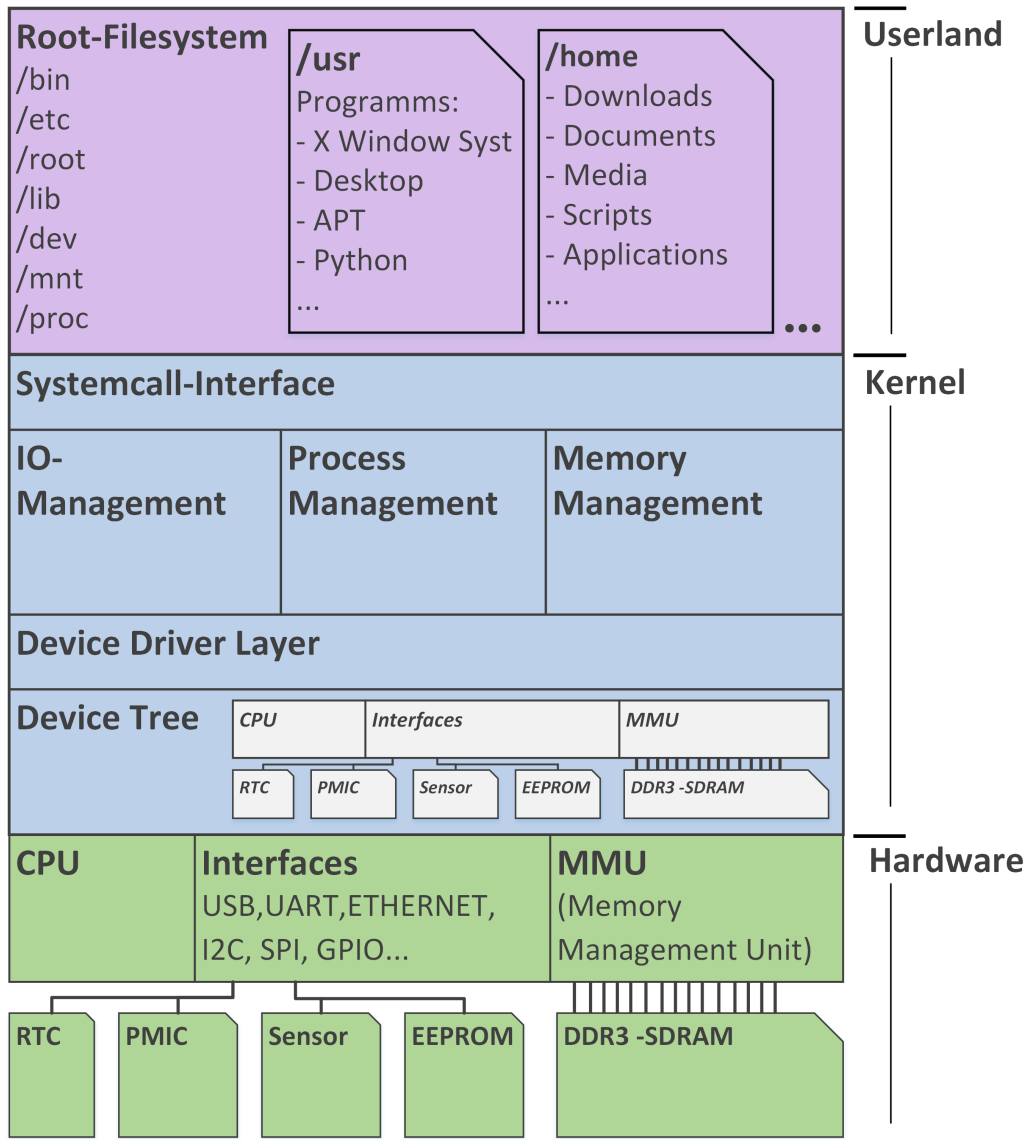 Root-Filesystem
/bin
/etc
/root
/lib
/dev
/mnt
/proc
/usr
Programms:
- X Window Syst
- Desktop
- APT
- Python
...
/home
- Downloads
- Documents
- Media
- Scripts
- Applications
...
...
Userland
Systemcall-Interface
Kernel
IO-
Management
Process
Management
Memory
Management
Device Driver Layer
Device Tree
CPU
Interfaces
MMU
RTC
PMIC
Sensor
EEPROM
DDR3 -SDRAM
Hardware
CPU
Interfaces
USB,UART,ETHERNET,
I2C, SPI, GPIO...
MMU
(Memory
Management Unit)
RTC
PMIC
Sensor
EEPROM
DDR3 -SDRAM